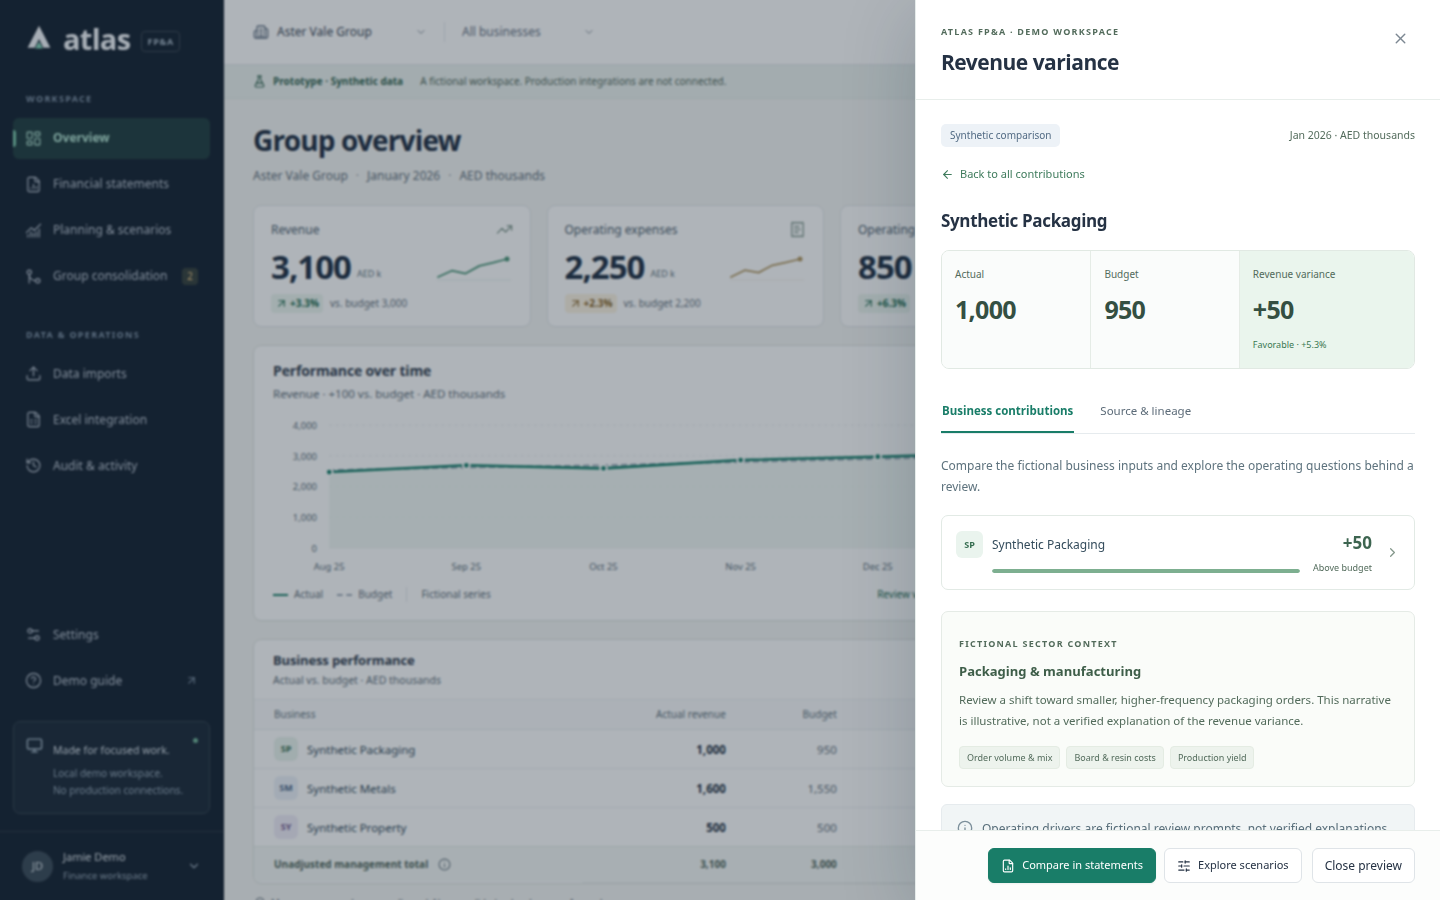 atlas FP&A
WORKSPACE
Overview
Financial statements
Planning & scenarios
Group consolidation 2
DATA & OPERATIONS
Data imports
Excel integration
Audit & activity
Settings
Demo guide
Made for focused work.
Local demo workspace.
No production connections.
JD Jamie Demo
Finance workspace
Aster Vale Group All businesses
Prototype · Synthetic data A fictional workspace. Production integrations are not connected.
Group overview
Aster Vale Group · January 2026 · AED thousands
Revenue
3,100 AED k
+3.3% vs. budget 3,000
Operating expenses
2,250 AED k
+2.3% vs. budget 2,200
Operating
850
+6.3%
Performance over time
Revenue · +100 vs. budget · AED thousands
4,000
3,000
2,000
1,000
0
Aug 25 Sep 25 Oct 25 Nov 25 Dec 25
Actual Budget Fictional series
Review
Business performance
Actual vs. budget · AED thousands
Business Actual revenue Budget
SP Synthetic Packaging 1,000 950
SM Synthetic Metals 1,600 1,550
SY Synthetic Property 500 500
Unadjusted management total 3,100 3,000
ATLAS FP&A · DEMO WORKSPACE
Revenue variance
Synthetic comparison Jan 2026 · AED thousands
Back to all contributions
Synthetic Packaging
Actual
1,000
Budget
950
Revenue variance
+50
Favorable · +5.3%
Business contributions Source & lineage
Compare the fictional business inputs and explore the operating questions behind a
review.
SP Synthetic Packaging +50
Above budget
FICTIONAL SECTOR CONTEXT
Packaging & manufacturing
Review a shift toward smaller, higher-frequency packaging orders. This narrative
is illustrative, not a verified explanation of the revenue variance.
Order volume & mix Board & resin costs Production yield
Operating drivers are fictional review prompts, not verified explanations.
Compare in statements Explore scenarios Close preview